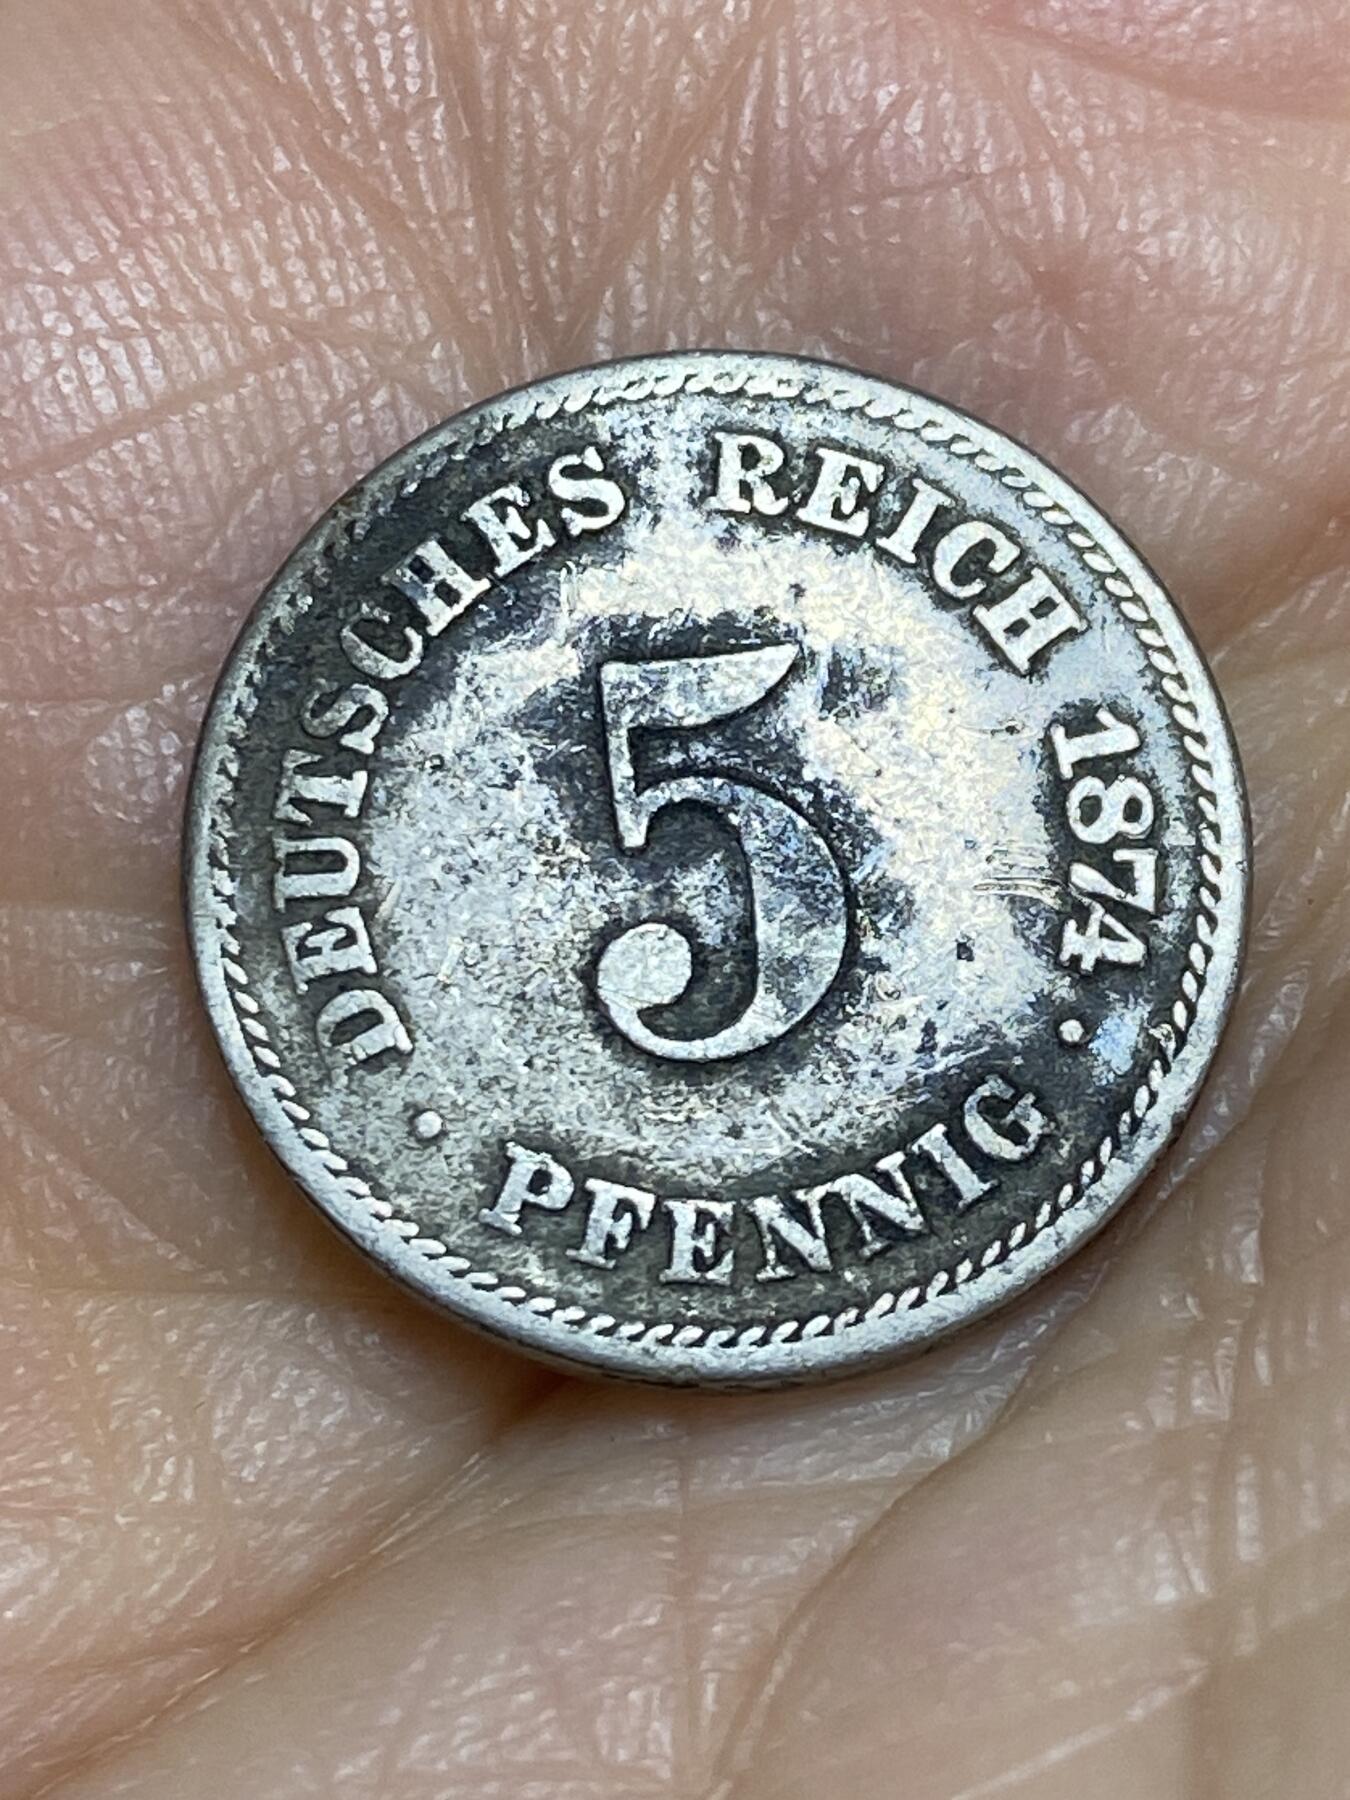 DEUTSCHES REICH 1874 •
5
• PFENNIG